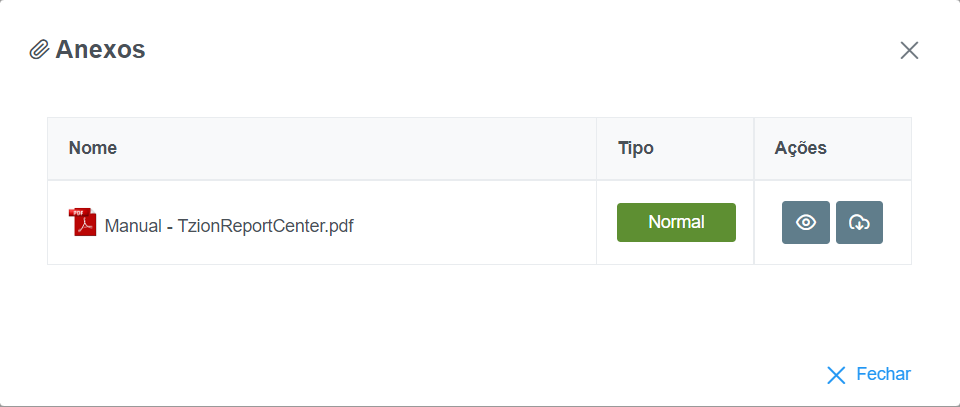 Anexos
Nome Tipo Ações
PDF Manual - TzionReportCenter.pdf Normal
Fechar